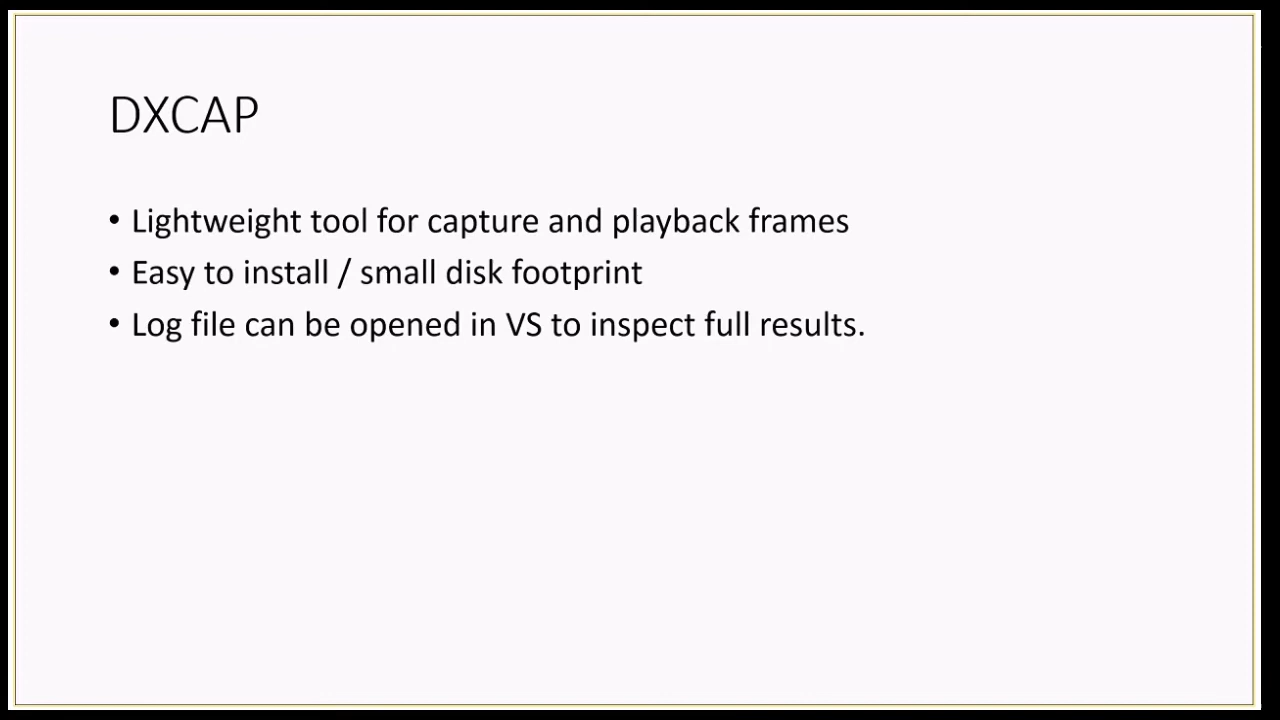 DXCAP
• Lightweight tool for capture and playback frames
• Easy to install / small disk footprint
• Log file can be opened in VS to inspect full results.